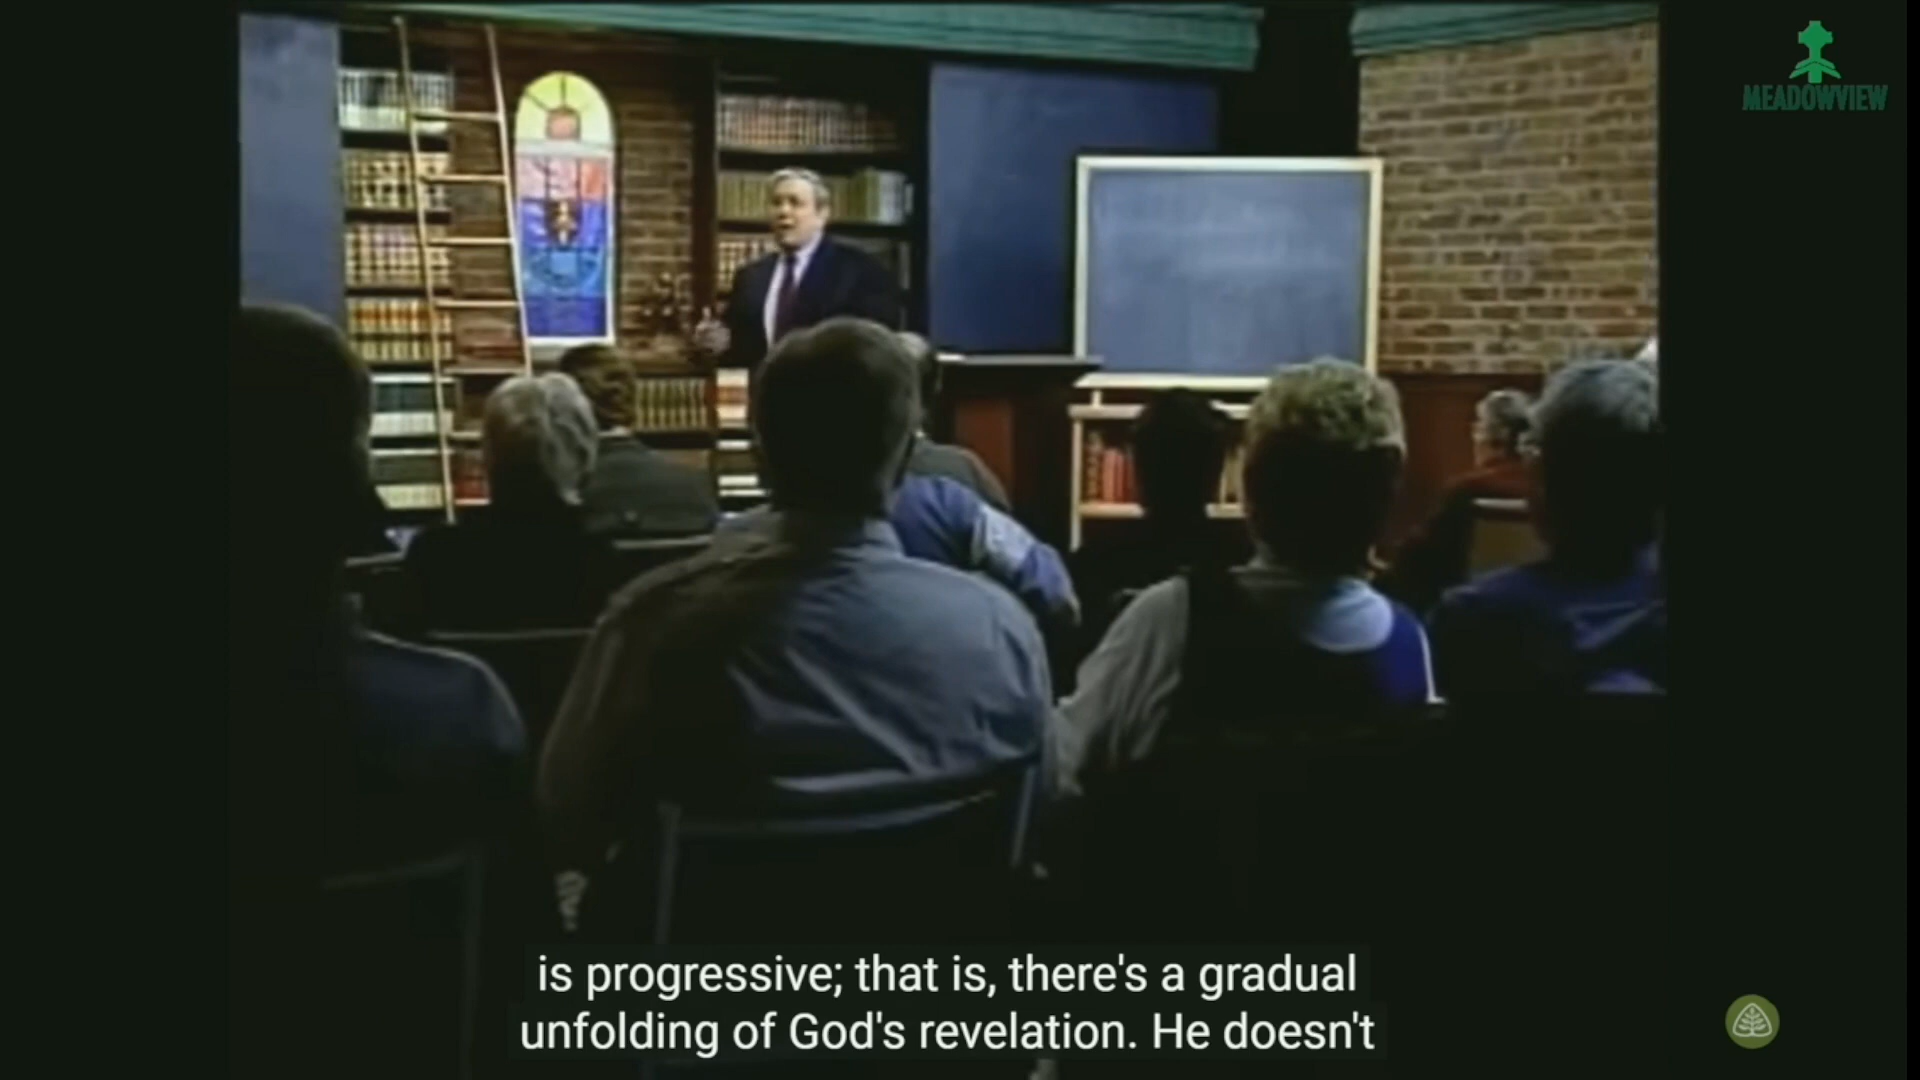 MEADOWVIEW
is progressive; that is, there's a gradual
unfolding of God's revelation. He doesn't